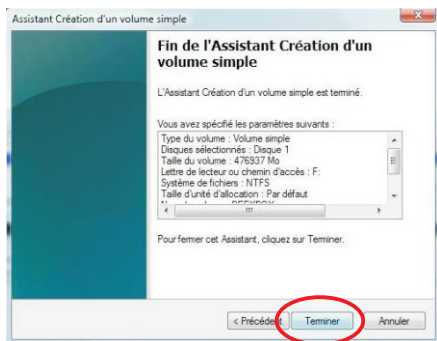 Assistant Création d'un volume simple
Fin de l'Assistant Création d'un
volume simple
L'Assistant Création d'un volume simple est terminé.
Vous avez spécifié les paramètres suivants :
Type du volume : Volume simple
Disques sélectionnés : Disque 1
Taille du volume : 476937 Mo
Lettre de lecteur ou chemin d'accès : F:
Système de fichiers : NTFS
Taille d'unité d'allocation : Par défaut
Pour fermer cet Assistant, cliquez sur Terminer.
< Précédent Terminer Annuler